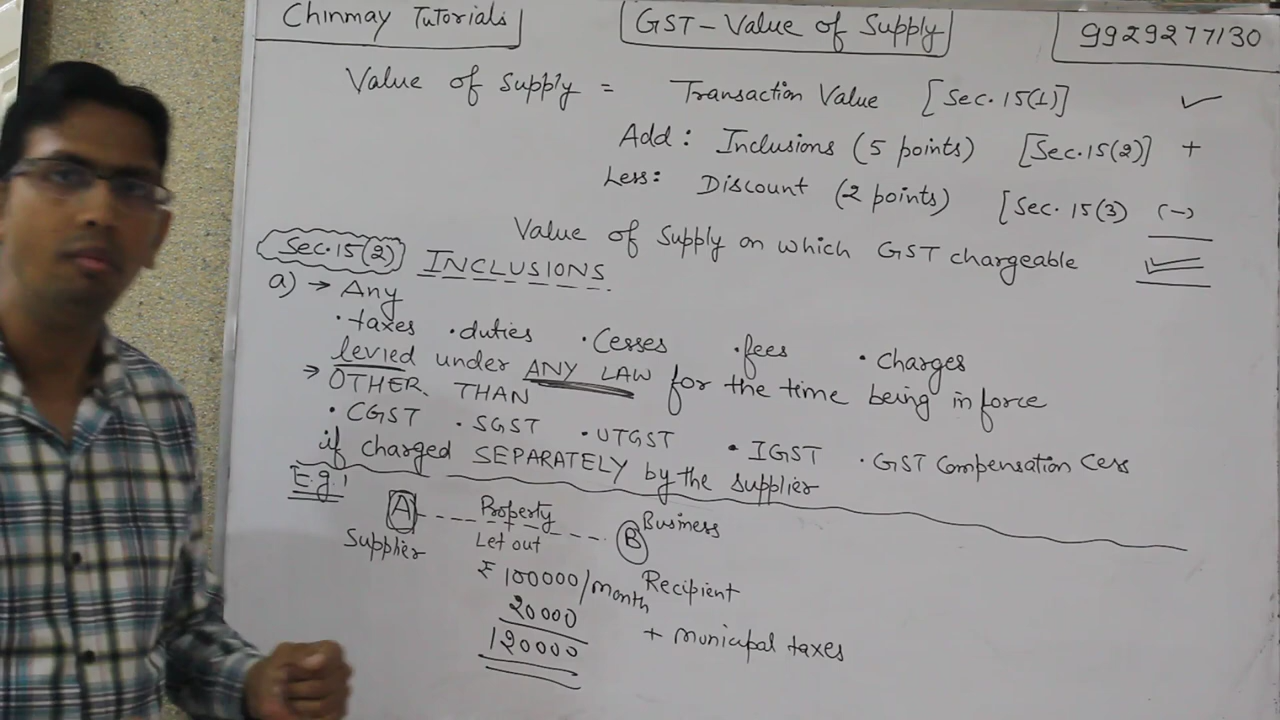 Chinmay Tutorials
GST - Value of Supply
9929277130
Value of Supply = Transaction Value [Sec. 15(1)] ✓
Add: Inclusions (5 points) [Sec. 15(2)] +
Less: Discount (2 points) [Sec. 15(3) (-)
Value of Supply on which GST chargeable ✓
Sec. 15(2) INCLUSIONS
a) → Any
• taxes • duties • Cesses • fees • charges
levied under ANY LAW for the time being in force
→ OTHER THAN
• CGST • SGST • UTGST • IGST • GST Compensation Cess
if charged SEPARATELY by the supplier
E.g!
A Property B Business
Supplier Let out
₹ 100000/month Recipient
20000 + municipal taxes
120000